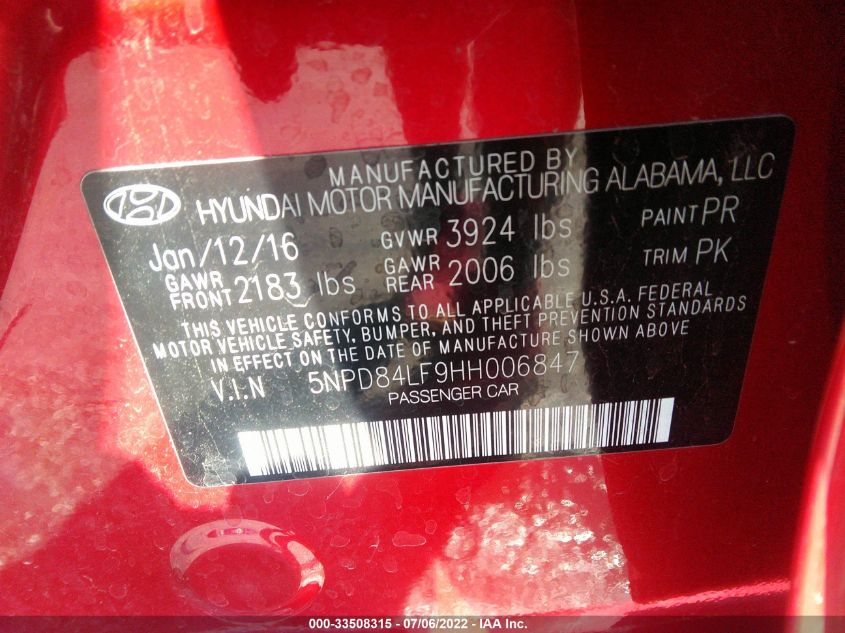 MANUFACTURED BY
HYUNDAI MOTOR MANUFACTURING ALABAMA, LLC
Jan/12/16 GVWR 3924 lbs PAINT PR
GAWR FRONT 2183 lbs GAWR REAR 2006 lbs TRIM PK
THIS VEHICLE CONFORMS TO ALL APPLICABLE U.S.A. FEDERAL
MOTOR VEHICLE SAFETY, BUMPER, AND THEFT PREVENTION STANDARDS
IN EFFECT ON THE DATE OF MANUFACTURE SHOWN ABOVE
V.I.N 5NPD84LF9HH006847
PASSENGER CAR
000-33508315 - 07/06/2022 - IAA Inc.